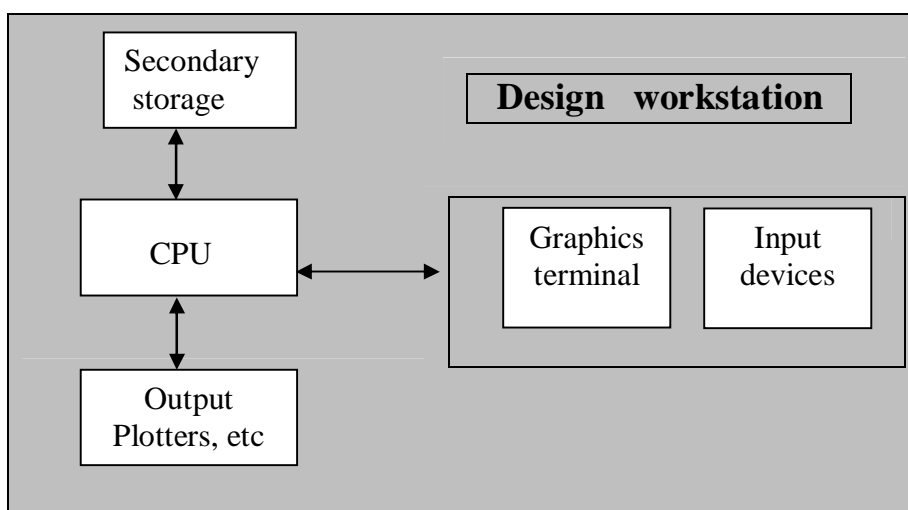 Secondary
storage
Design workstation
CPU
Graphics
terminal
Input
devices
Output
Plotters, etc